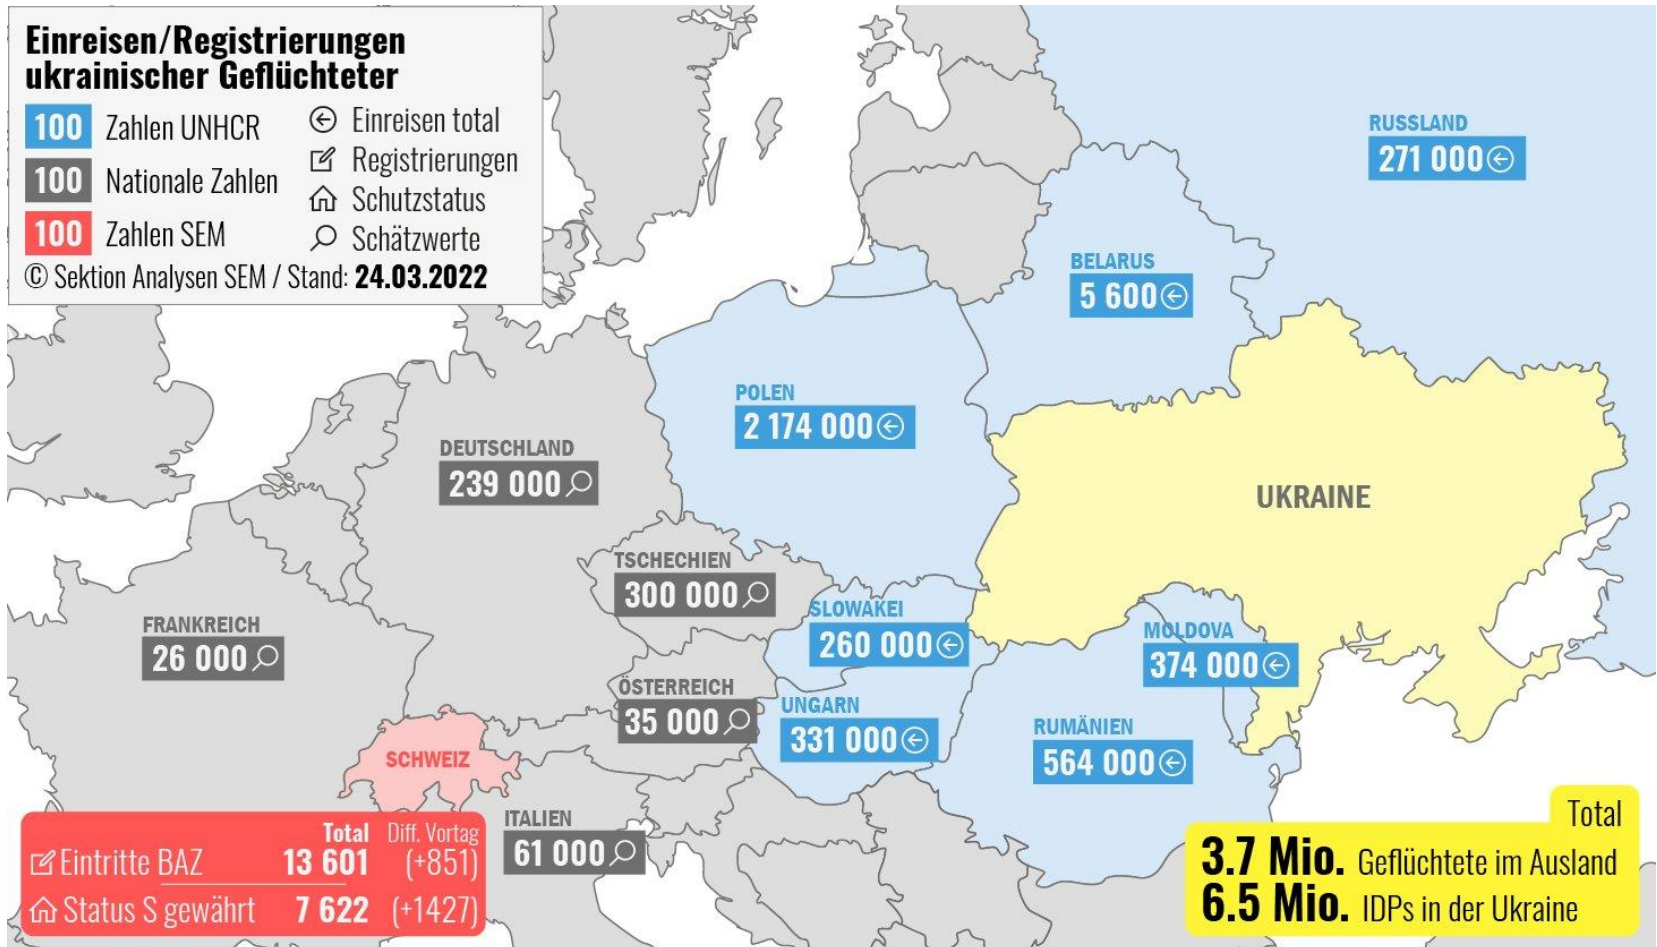 Einreisen/Registrierungen
ukrainischer Geflüchteter
100 Zahlen UNHCR
100 Nationale Zahlen
100 Zahlen SEM
Einreisen total
Registrierungen
Schutzstatus
Schätzwerte
© Sektion Analysen SEM / Stand: 24.03.2022
RUSSLAND
271 000
BELARUS
5 600
POLEN
2 174 000
DEUTSCHLAND
239 000
UKRAINE
TSCHECHIEN
300 000
SLOWAKEI
260 000
FRANKREICH
26 000
MOLDOVA
374 000
ÖSTERREICH
35 000
UNGARN
331 000
RUMÄNIEN
564 000
SCHWEIZ
ITALIEN
61 000
Total Diff. Vortag
Eintritte BAZ 13 601 (+851)
Status S gewährt 7 622 (+1427)
Total
3.7 Mio. Geflüchtete im Ausland
6.5 Mio. IDPs in der Ukraine